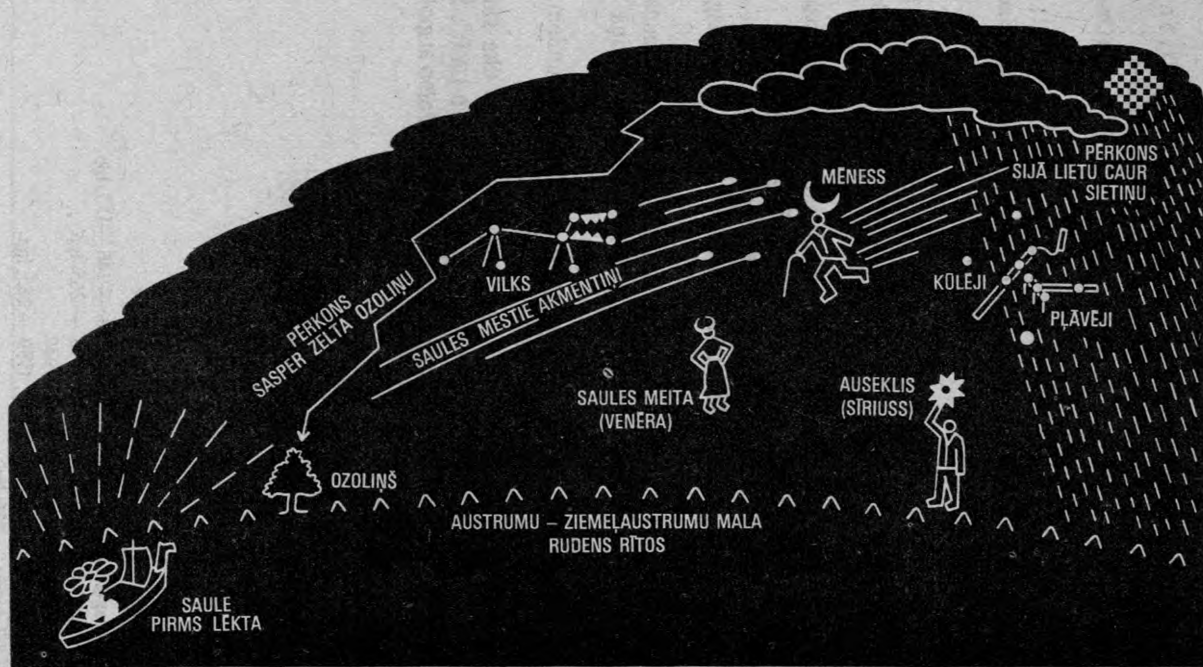 MĒNESS
PĒRKONS
SIJĀ LIETU CAUR
SIETIŅU
VILKS
KŪLĒJI
PĻĀVĒJI
PĒRKONS
SASPER ZELTA OZOLIŅU
SAULES MESTIE AKMENTIŅI
SAULES MEITA
(VENĒRA)
AUSEKLIS
(SĪRIUSS)
OZOLIŅŠ
AUSTRUMU – ZIEMEĻAUSTRUMU MALA
RUDENS RĪTOS
SAULE
PIRMS LĒKTA